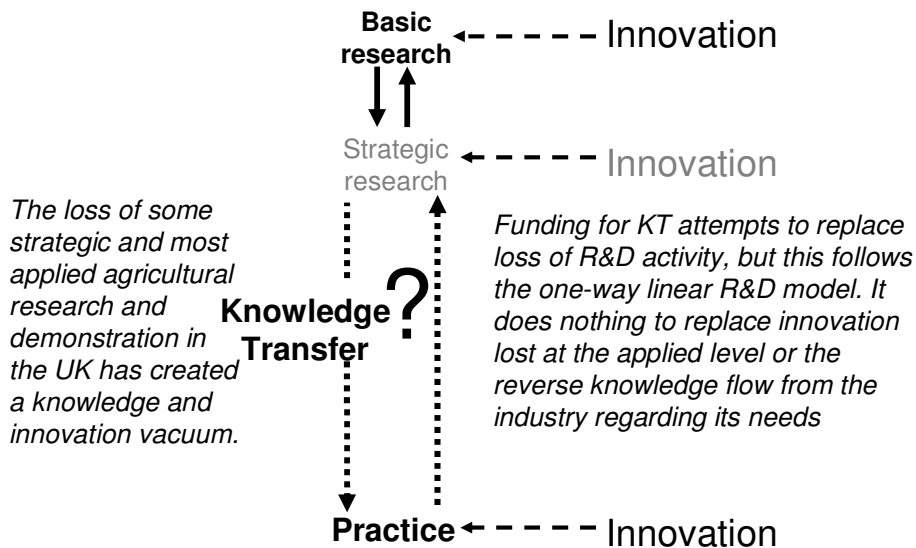 Basic
research
Innovation
Strategic
research
Innovation
The loss of some
strategic and most
applied agricultural
research and
demonstration in
the UK has created
a knowledge and
innovation vacuum.
Knowledge
Transfer
?
Funding for KT attempts to replace
loss of R&D activity, but this follows
the one-way linear R&D model. It
does nothing to replace innovation
lost at the applied level or the
reverse knowledge flow from the
industry regarding its needs
Practice
Innovation